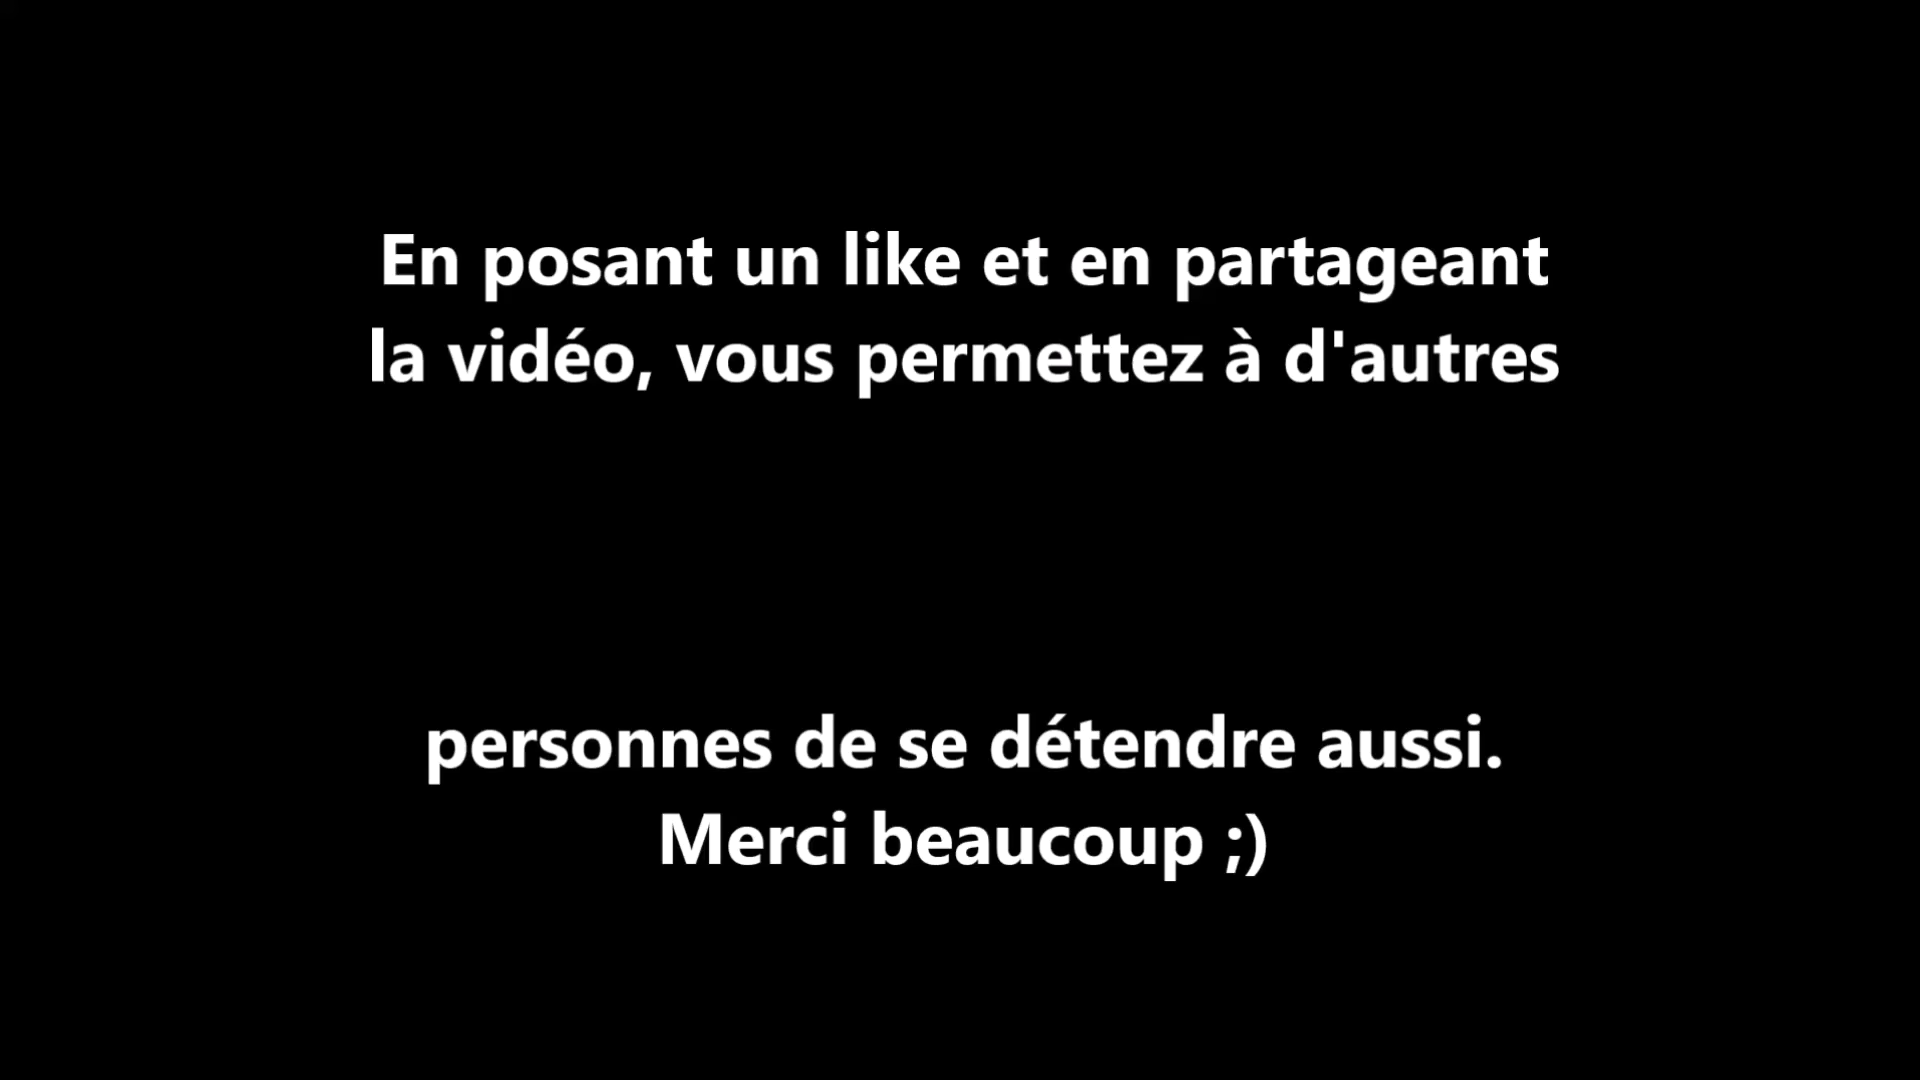 En posant un like et en partageant
la vidéo, vous permettez à d'autres
personnes de se détendre aussi.
Merci beaucoup ;)